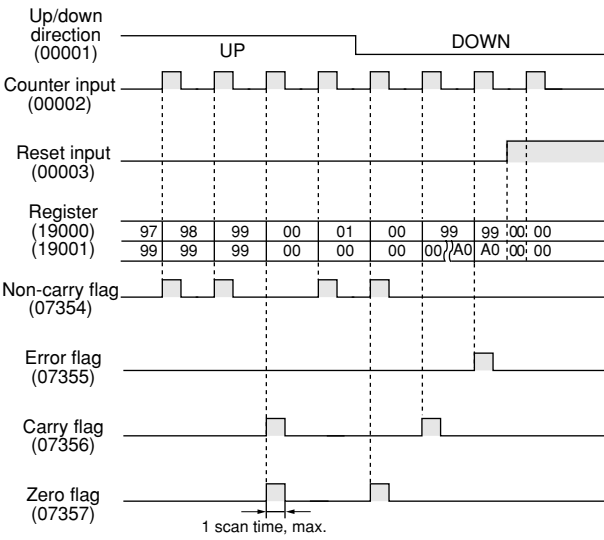 Up/down
direction
(00001)
UP
DOWN
Counter input
(00002)
Reset input
(00003)
Register
(19000)
(19001)
97 98 99 00 01 00 99 99 00 00
99 99 99 00 00 00 00 A0 A0 00 00
Non-carry flag
(07354)
Error flag
(07355)
Carry flag
(07356)
Zero flag
(07357)
1 scan time, max.